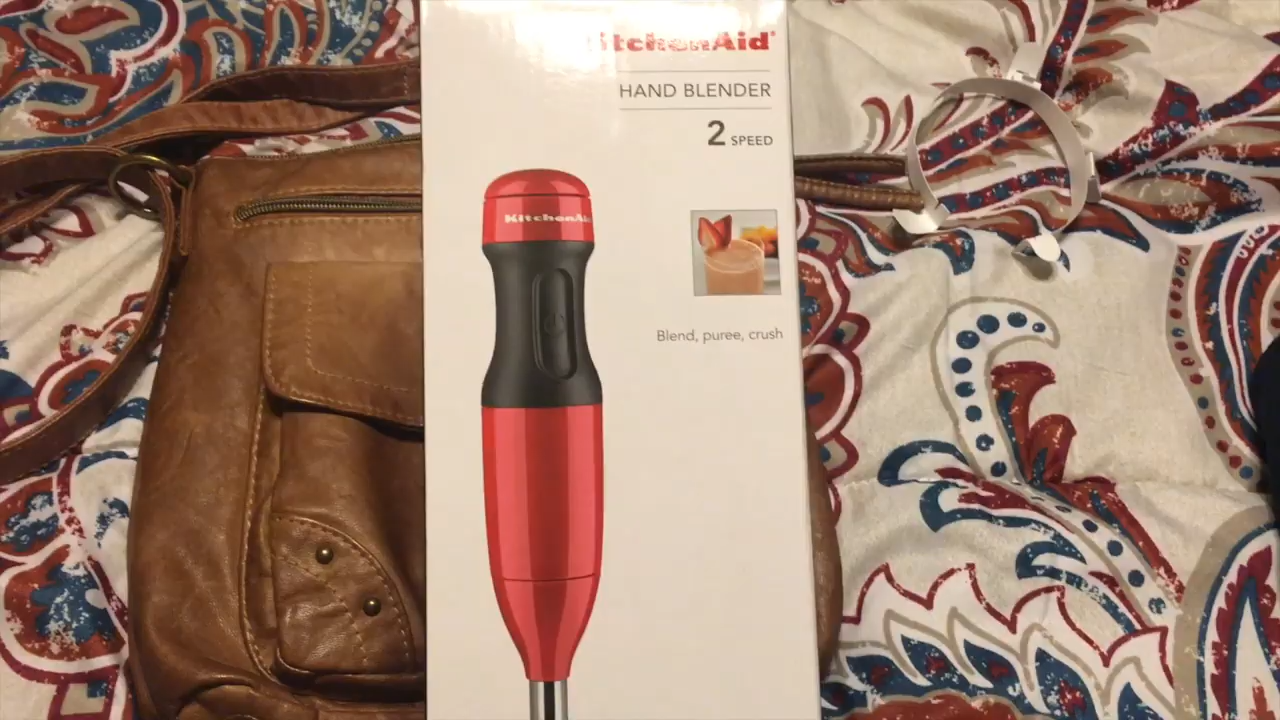 KitchenAid
HAND BLENDER
2 SPEED
KitchenAid
Blend, puree, crush